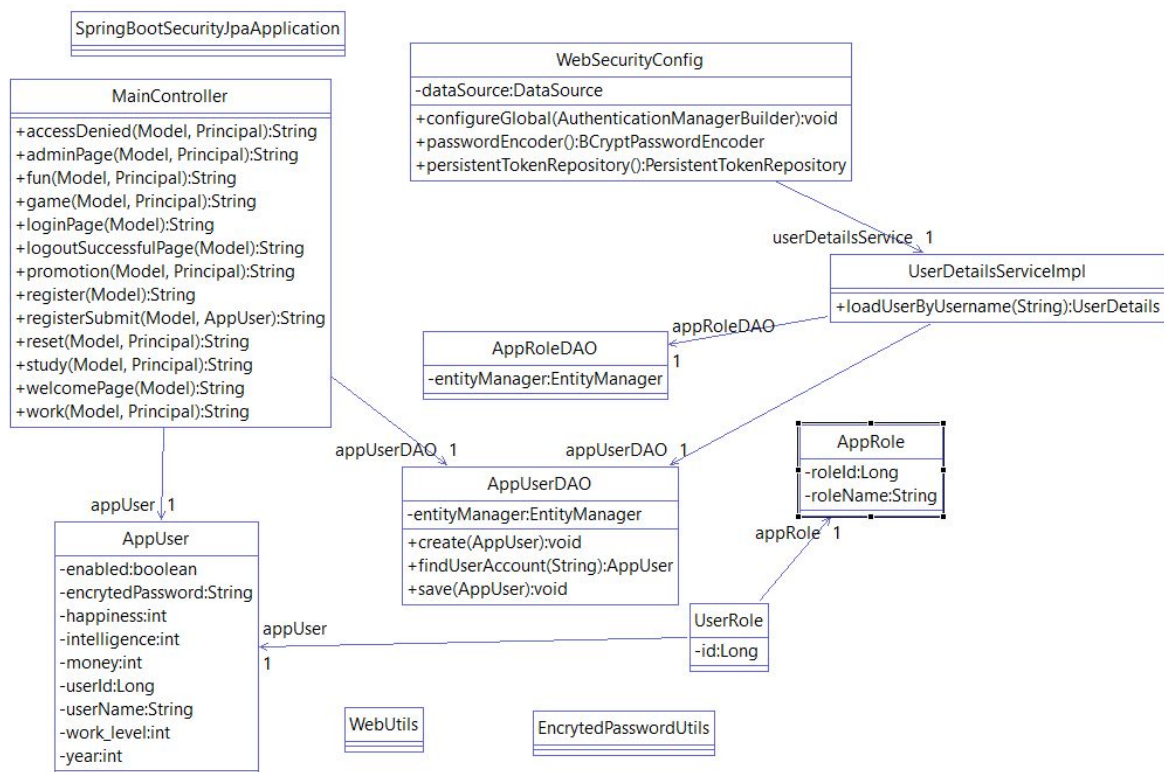 SpringBootSecurityJpaApplication
WebSecurityConfig
-dataSource:DataSource
+configureGlobal(AuthenticationManagerBuilder):void
+passwordEncoder():BCryptPasswordEncoder
+persistentTokenRepository():PersistentTokenRepository
MainController
+accessDenied(Model, Principal):String
+adminPage(Model, Principal):String
+fun(Model, Principal):String
+game(Model, Principal):String
+loginPage(Model):String
+logoutSuccessfulPage(Model):String
+promotion(Model, Principal):String
+register(Model):String
+registerSubmit(Model, AppUser):String
+reset(Model, Principal):String
+study(Model, Principal):String
+welcomePage(Model):String
+work(Model, Principal):String
userDetailsService 1
UserDetailsServiceImpl
+loadUserByUsername(String):UserDetails
appRoleDAO
1
AppRoleDAO
-entityManager:EntityManager
appUserDAO 1
appUserDAO 1
AppUserDAO
-entityManager:EntityManager
+create(AppUser):void
+findUserAccount(String):AppUser
+save(AppUser):void
AppRole
-roleId:Long
-roleName:String
appRole 1
UserRole
-id:Long
appUser 1
AppUser
-enabled:boolean
-encrytedPassword:String
-happiness:int
-intelligence:int
-money:int
-userId:Long
-userName:String
-work_level:int
-year:int
appUser
1
WebUtils
EncrytedPasswordUtils